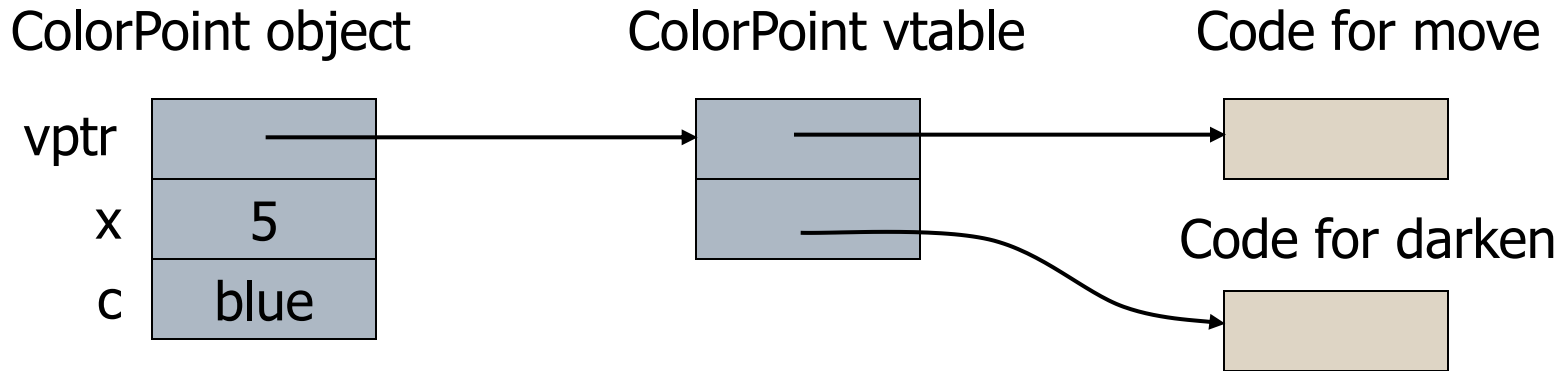 ColorPoint object
ColorPoint vtable
Code for move
vptr
x
5
Code for darken
c
blue